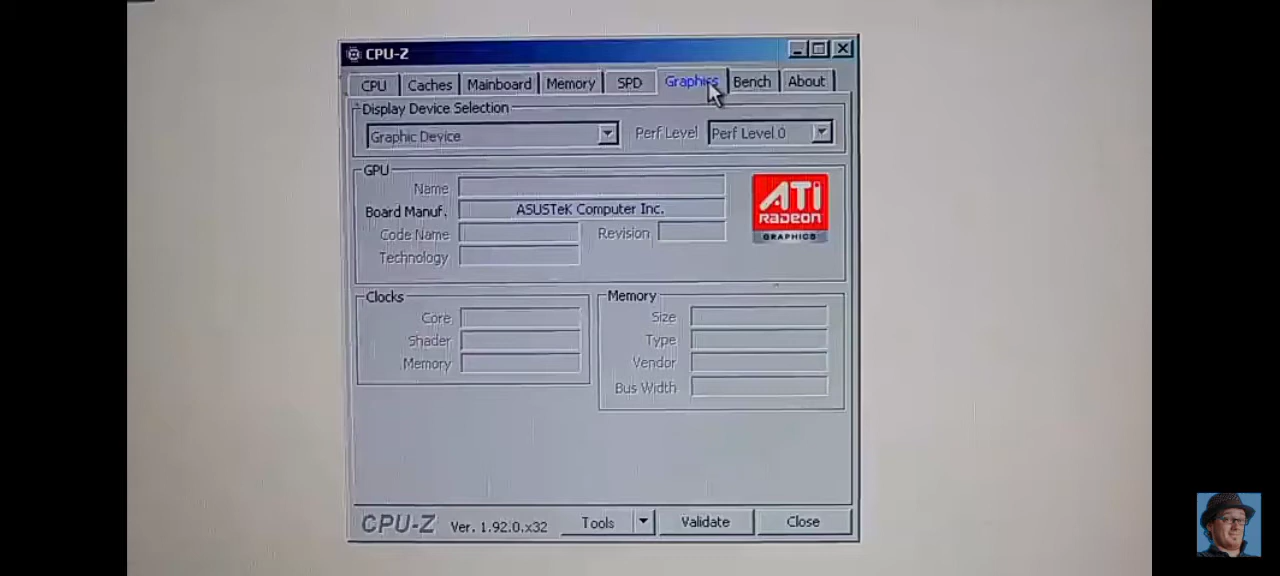 CPU-Z
CPU Caches Mainboard Memory SPD Graphics Bench About
Display Device Selection
Graphic Device Perf Level Perf Level 0
GPU
Name
Board Manuf. ASUSTeK Computer Inc.
Code Name Revision
Technology
ATI
RADEON
GRAPHICS
Clocks
Core
Shader
Memory
Memory
Size
Type
Vendor
Bus Width
CPU-Z Ver. 1.92.0.x32 Tools Validate Close